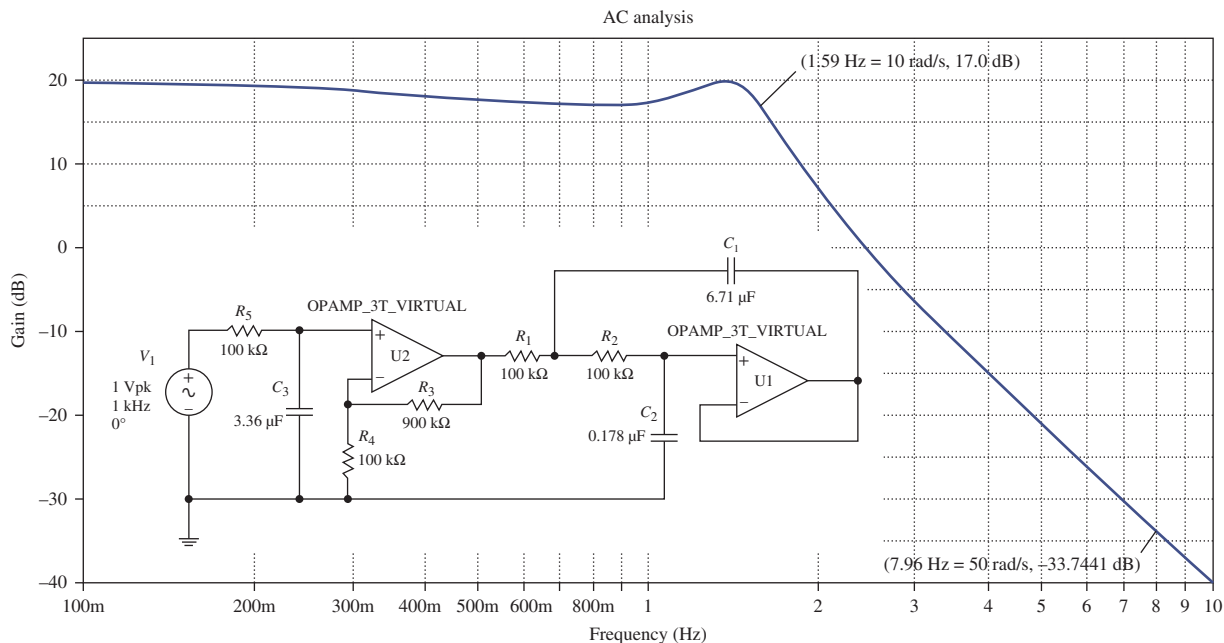 AC analysis
Gain (dB)
20
10
0
–10
–20
–30
–40
(1.59 Hz = 10 rad/s, 17.0 dB)
(7.96 Hz = 50 rad/s, –33.7441 dB)
C1
6.71 μF
OPAMP_3T_VIRTUAL
OPAMP_3T_VIRTUAL
R5
100 kΩ
+
–
U2
R1
100 kΩ
R2
100 kΩ
+
–
U1
V1
1 Vpk
1 kHz
0°
+
–
C3
3.36 μF
R3
900 kΩ
R4
100 kΩ
C2
0.178 μF
100m 200m 300m 400m 500m 600m 800m 1 2 3 4 5 6 7 8 9 10
Frequency (Hz)